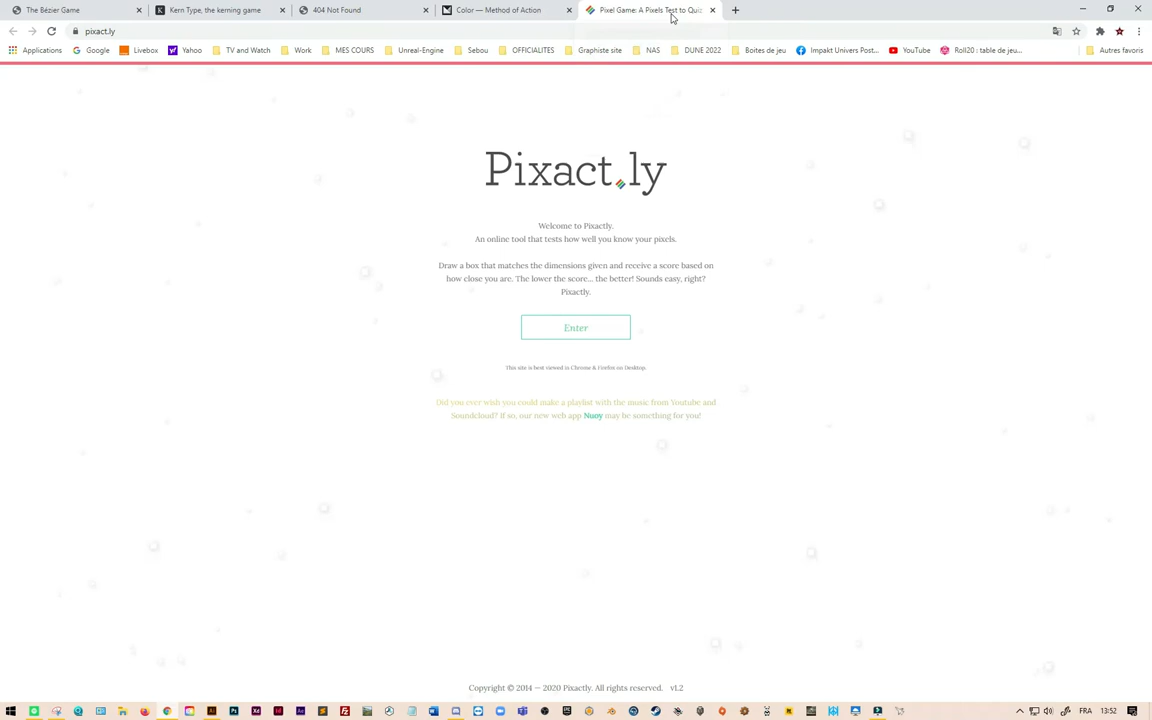 The Bézier Game
Kern Type, the kerning game
404 Not Found
Color — Method of Action
Pixel Game: A Pixels Test to Quiz
pixact.ly
Applications
Google
Livebox
Yahoo
TV and Watch
Work
MES COURS
Unreal-Engine
Sebou
OFFICIALITES
Graphiste site
NAS
DUNE 2022
Boites de jeu
Impakt Univers Post...
YouTube
Roll20 : table de jeu...
Autres favoris
Pixact.ly
Welcome to Pixactly.
An online tool that tests how well you know your pixels.
Draw a box that matches the dimensions given and receive a score based on
how close you are. The lower the score... the better! Sounds easy, right?
Pixactly.
Enter
This site is best viewed in Chrome & Firefox on Desktop.
Did you ever wish you could make a playlist with the music from Youtube and
Soundcloud? If so, our new web app Nuoy may be something for you!
Copyright © 2014 — 2020 Pixactly. All rights reserved. v1.2
FRA
13:52